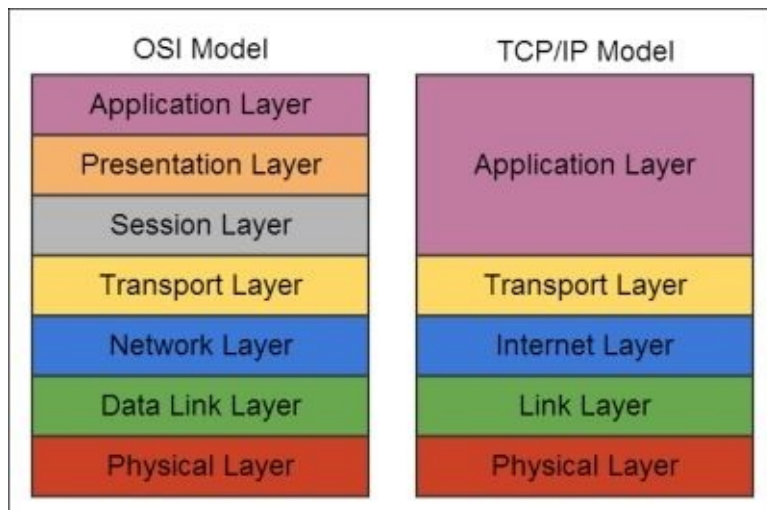 OSI Model
Application Layer
Presentation Layer
Session Layer
Transport Layer
Network Layer
Data Link Layer
Physical Layer
TCP/IP Model
Application Layer
Transport Layer
Internet Layer
Link Layer
Physical Layer